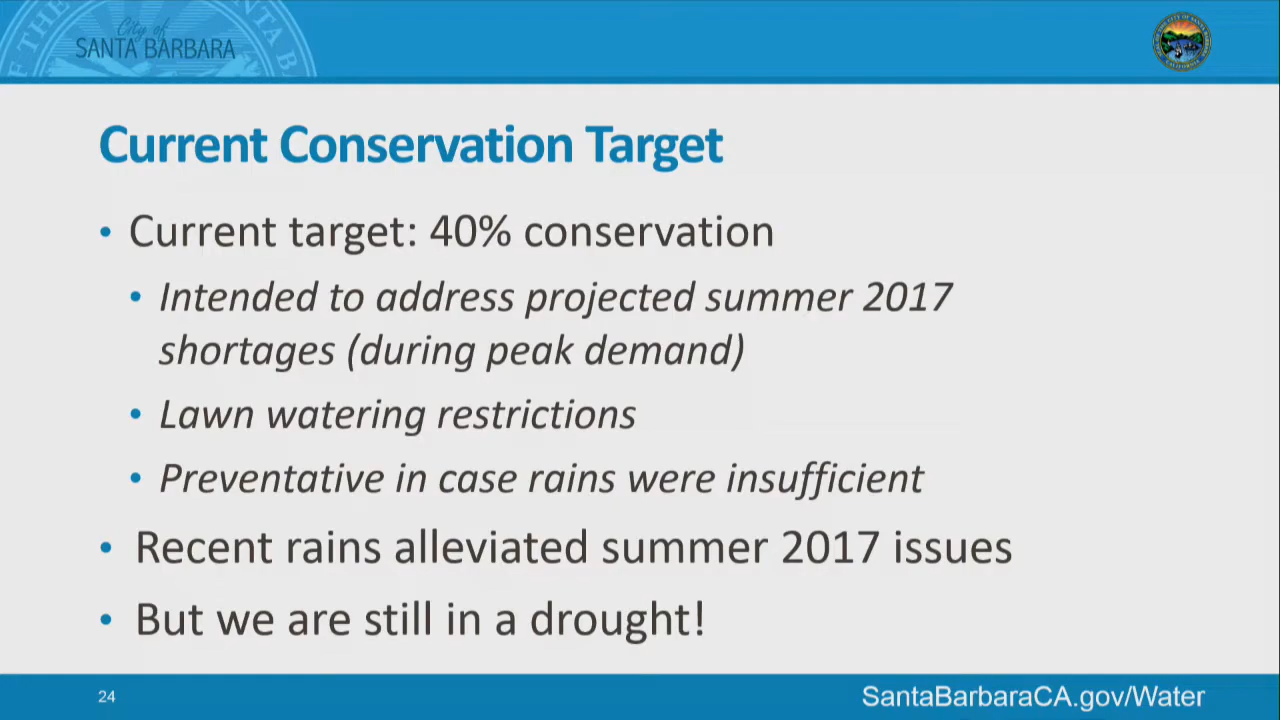 City of
SANTA BARBARA
Current Conservation Target
• Current target: 40% conservation
• Intended to address projected summer 2017
shortages (during peak demand)
• Lawn watering restrictions
• Preventative in case rains were insufficient
• Recent rains alleviated summer 2017 issues
• But we are still in a drought!
24
SantaBarbaraCA.gov/Water